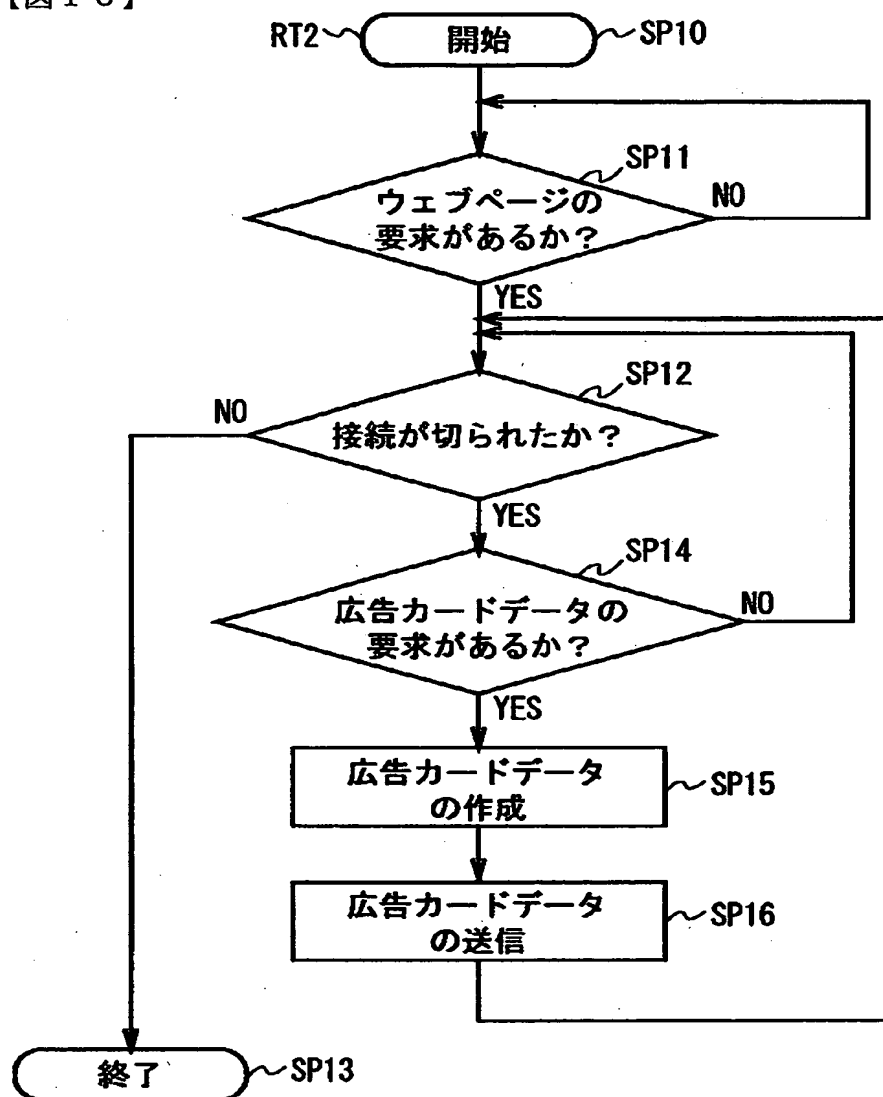 RT2 開始 SP10
SP11
ウェブページの
要求があるか？
NO
YES
SP12
NO
接続が切られたか？
YES
SP14
広告カードデータの
要求があるか？
NO
YES
広告カードデータ
の作成
SP15
広告カードデータ
の送信
SP16
終了 SP13